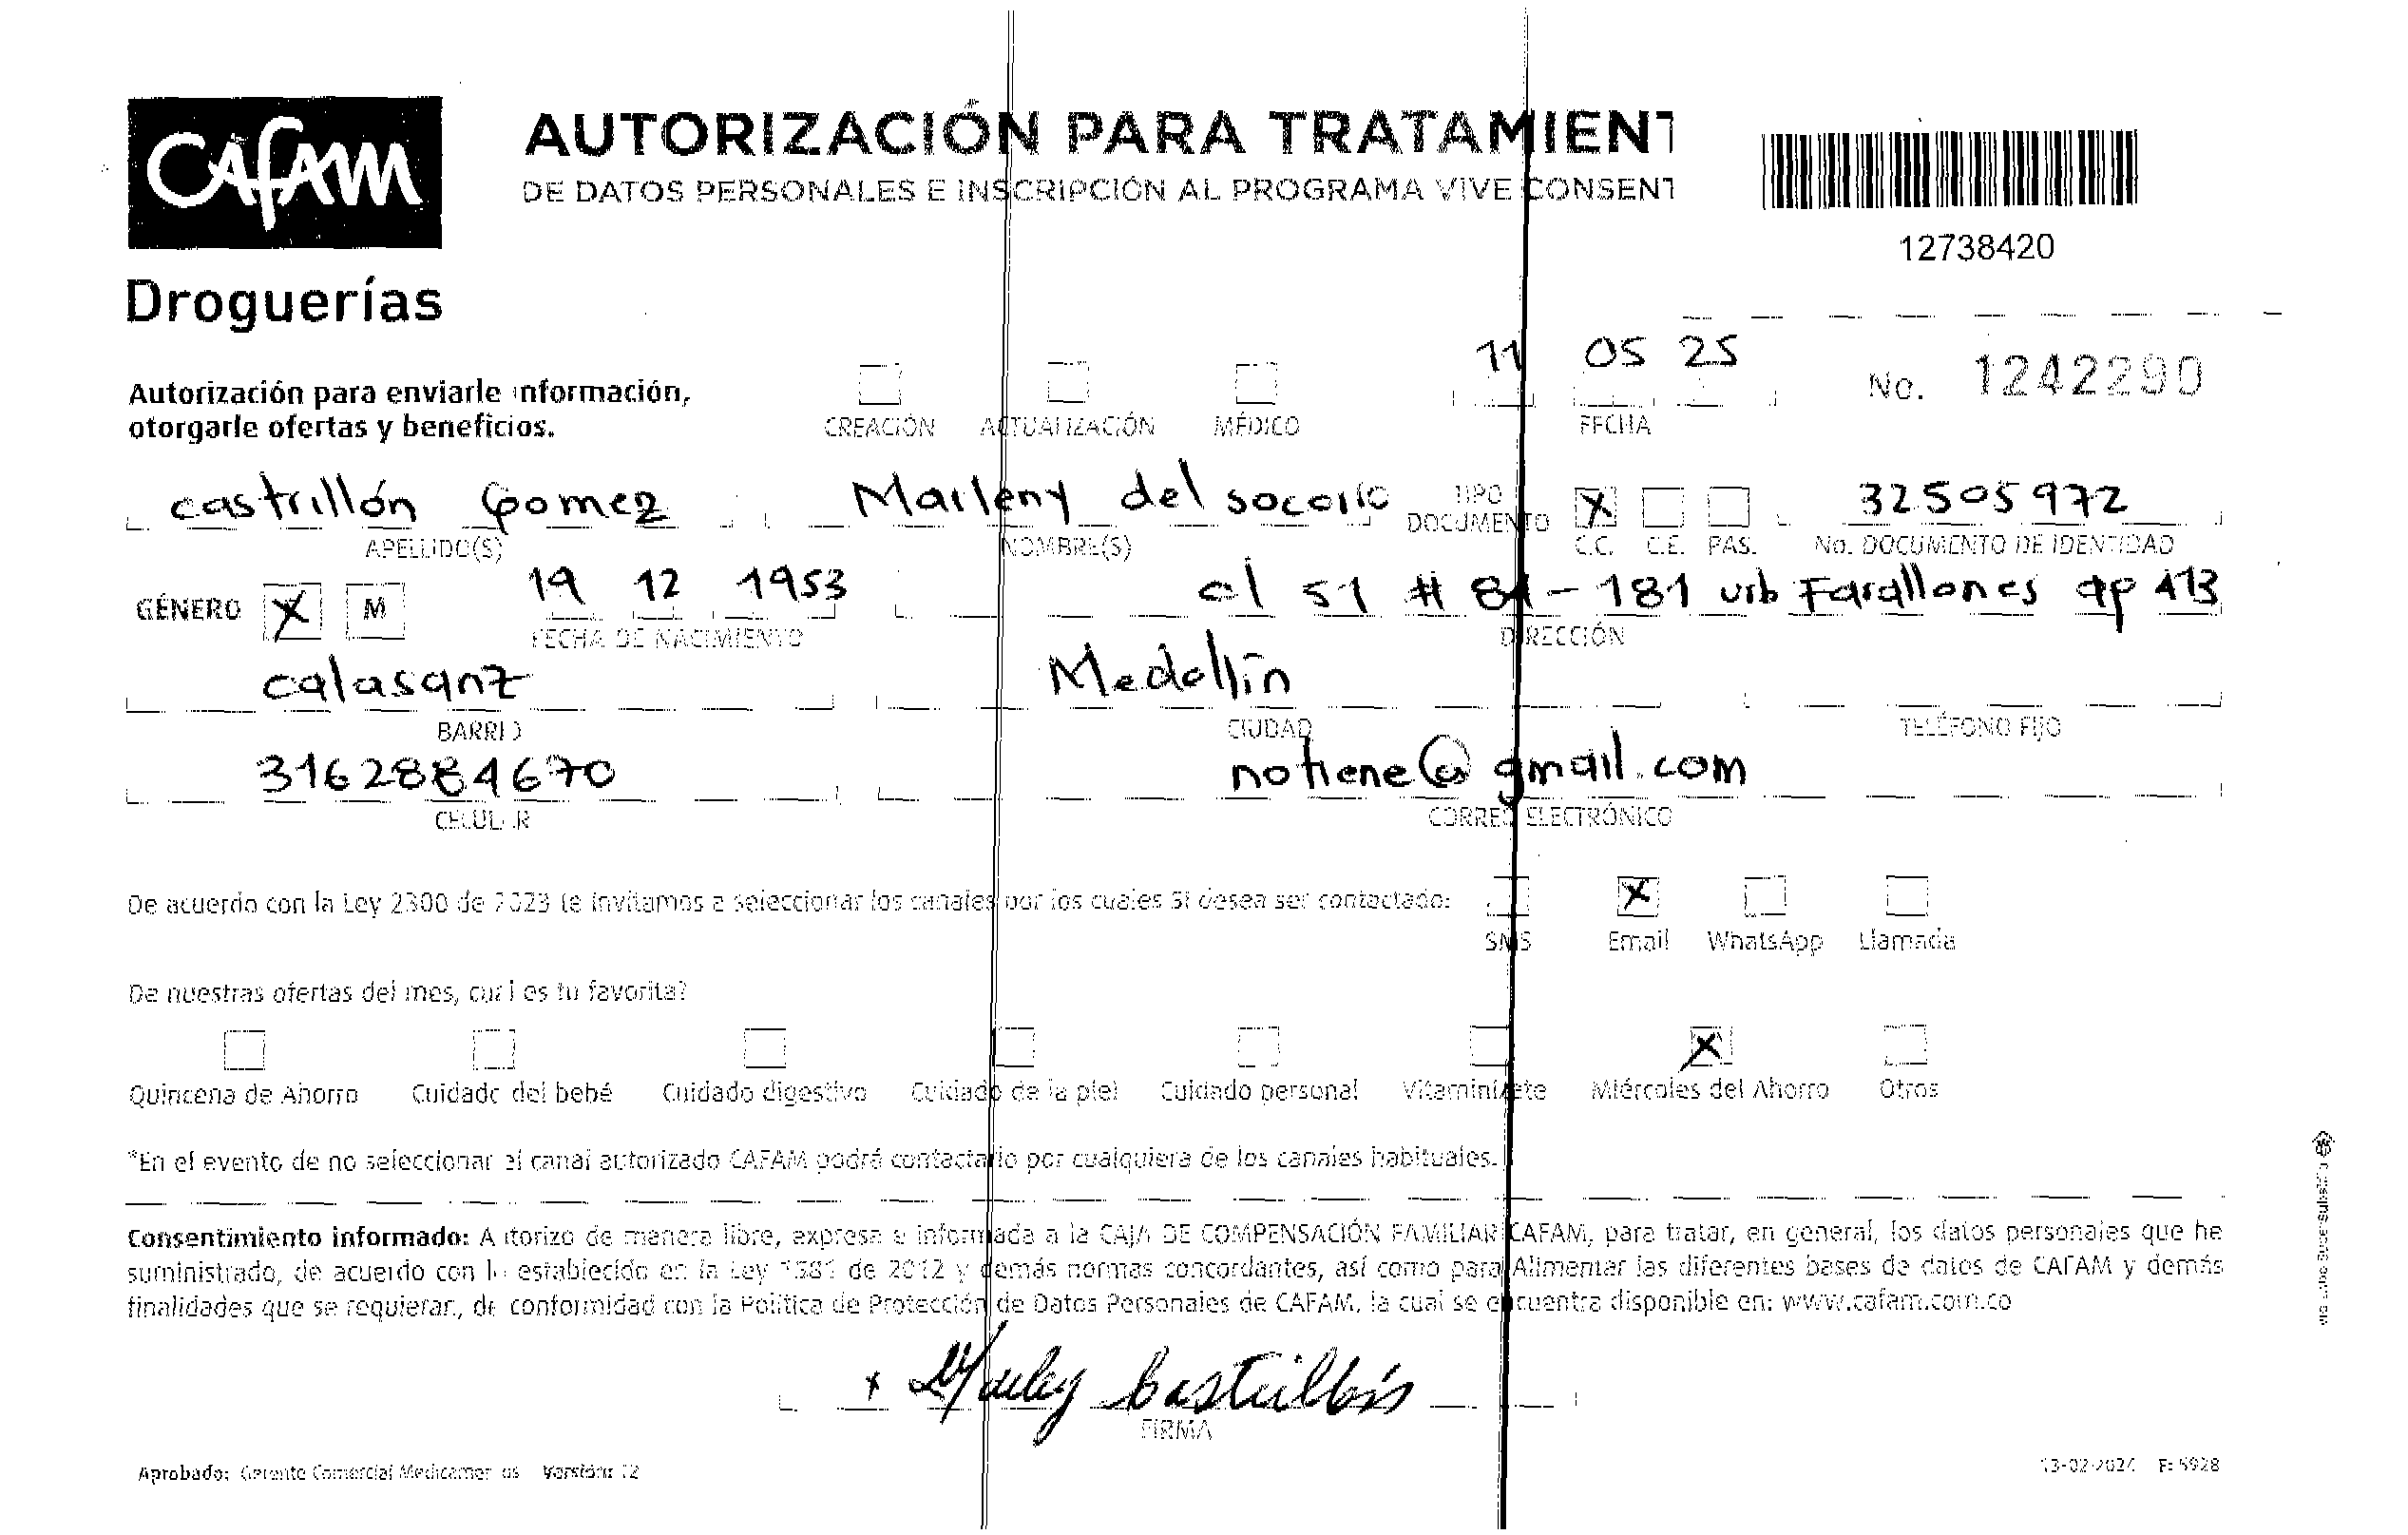 CAFAM
Droguerías
AUTORIZACIÓN PARA TRATAMIENT
DE DATOS PERSONALES E INSCRIPCIÓN AL PROGRAMA VIVE CONSENT
12738420
Autorización para enviarle información,
otorgarle ofertas y beneficios.
CREACIÓN ACTUALIZACIÓN MÉDICO
11 05 25
FECHA
No. 1242290
castrillón Gomez Marleny del socorro TIPO DOCUMENTO X 32505972
APELLIDO(S) NOMBRE(S) C.C. C.E. PAS. No. DOCUMENTO DE IDENTIDAD
GÉNERO X M 19 12 1953 cl 51 # 81-181 urb Farallones ap 413
FECHA DE NACIMIENTO DIRECCIÓN
calasanz Medellín
BARRIO CIUDAD TELÉFONO FIJO
3162884670 notiene@gmail.com
CELULAR CORREO ELECTRÓNICO
De acuerdo con la Ley 2300 de 2023 te invitamos a seleccionar los canales por los cuales SI desea ser contactado: X
SMS Email WhatsApp Llamada
De nuestras ofertas del mes, cuál es tu favorita?
X
Quincena de Ahorro Cuidado del bebé Cuidado digestivo Cuidado de la piel Cuidado personal Vitaminízate Miércoles del Ahorro Otros
*En el evento de no seleccionar el canal autorizado CAFAM podrá contactarlo por cualquiera de los canales habituales.
Consentimiento informado: Autorizo de manera libre, expresa e informada a la CAJA DE COMPENSACIÓN FAMILIAR CAFAM, para tratar, en general, los datos personales que he
suministrado, de acuerdo con lo establecido en la Ley 1581 de 2012 y demás normas concordantes, así como para Alimentar las diferentes bases de datos de CAFAM y demás
finalidades que se requieran, de conformidad con la Política de Protección de Datos Personales de CAFAM, la cual se encuentra disponible en: www.cafam.com.co
x Marleny Castrillón
FIRMA
Aprobado: Gerente Comercial Medicamentos Versión: 12
13-02-2024 F: 5928